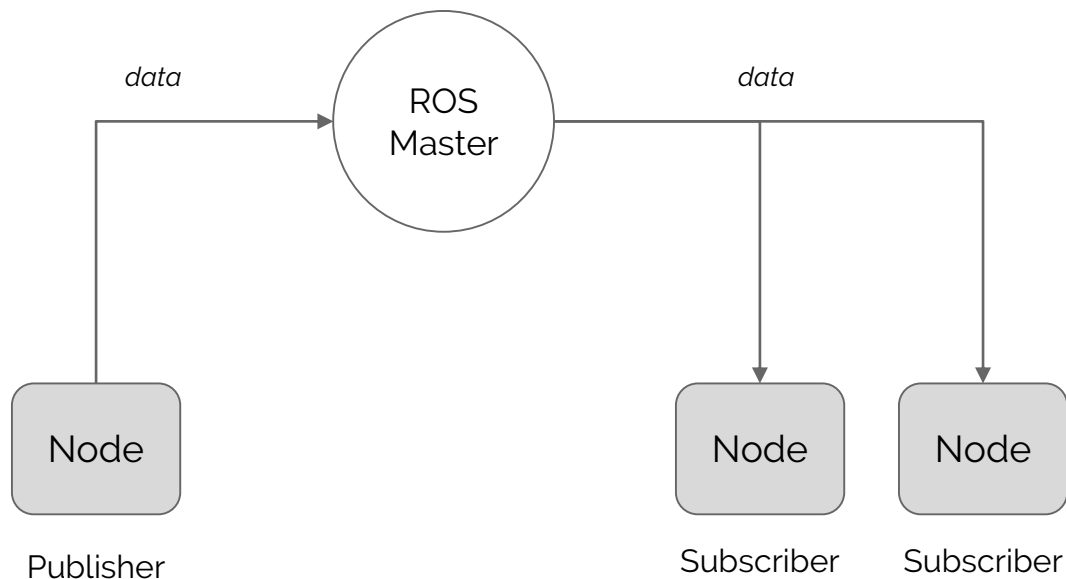 data
data
ROS
Master
Node
Node
Node
Publisher
Subscriber
Subscriber